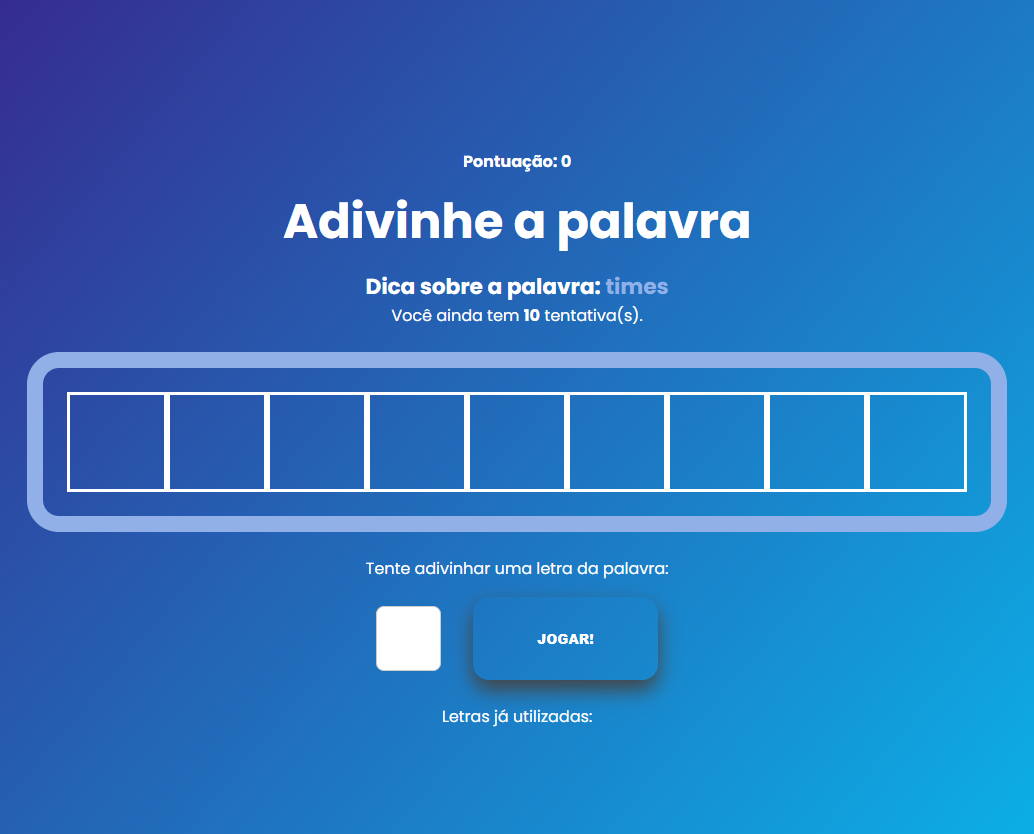 Pontuação: 0
Adivinhe a palavra
Dica sobre a palavra: times
Você ainda tem 10 tentativa(s).
Tente adivinhar uma letra da palavra:
JOGAR!
Letras já utilizadas: